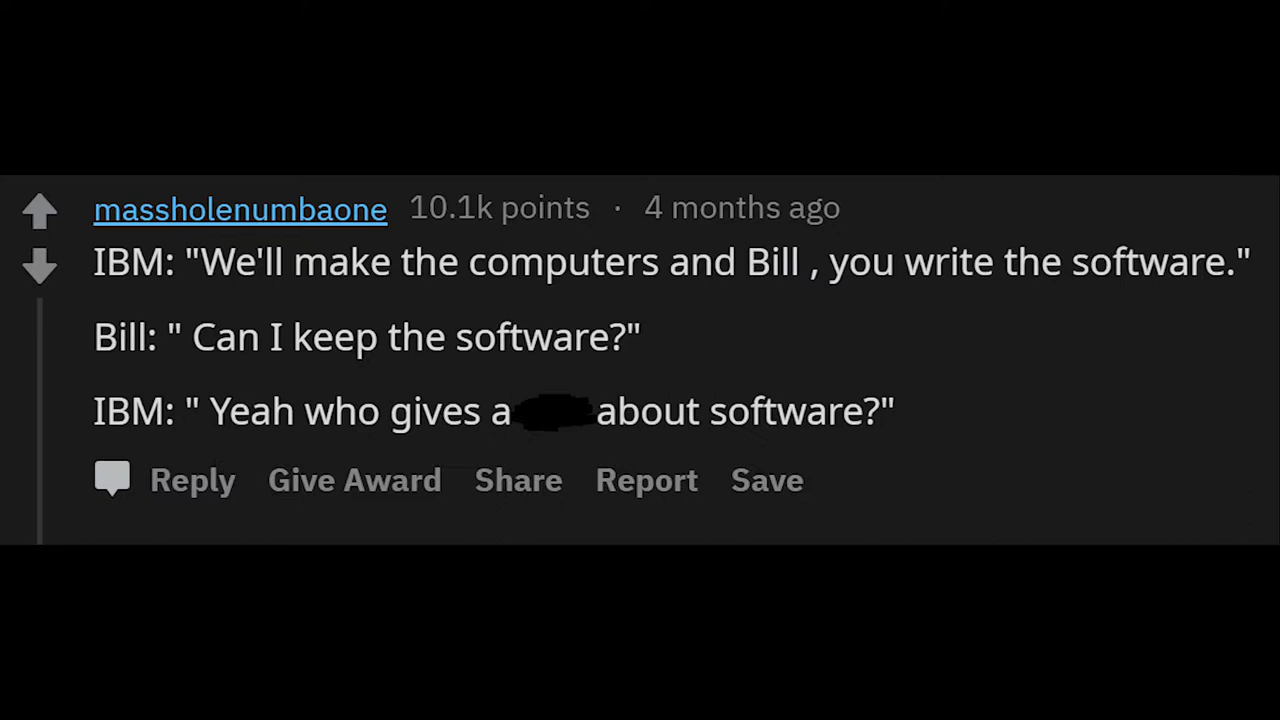 massholenumbaone 10.1k points · 4 months ago
IBM: "We'll make the computers and Bill , you write the software."
Bill: " Can I keep the software?"
IBM: " Yeah who gives a about software?"
Reply Give Award Share Report Save